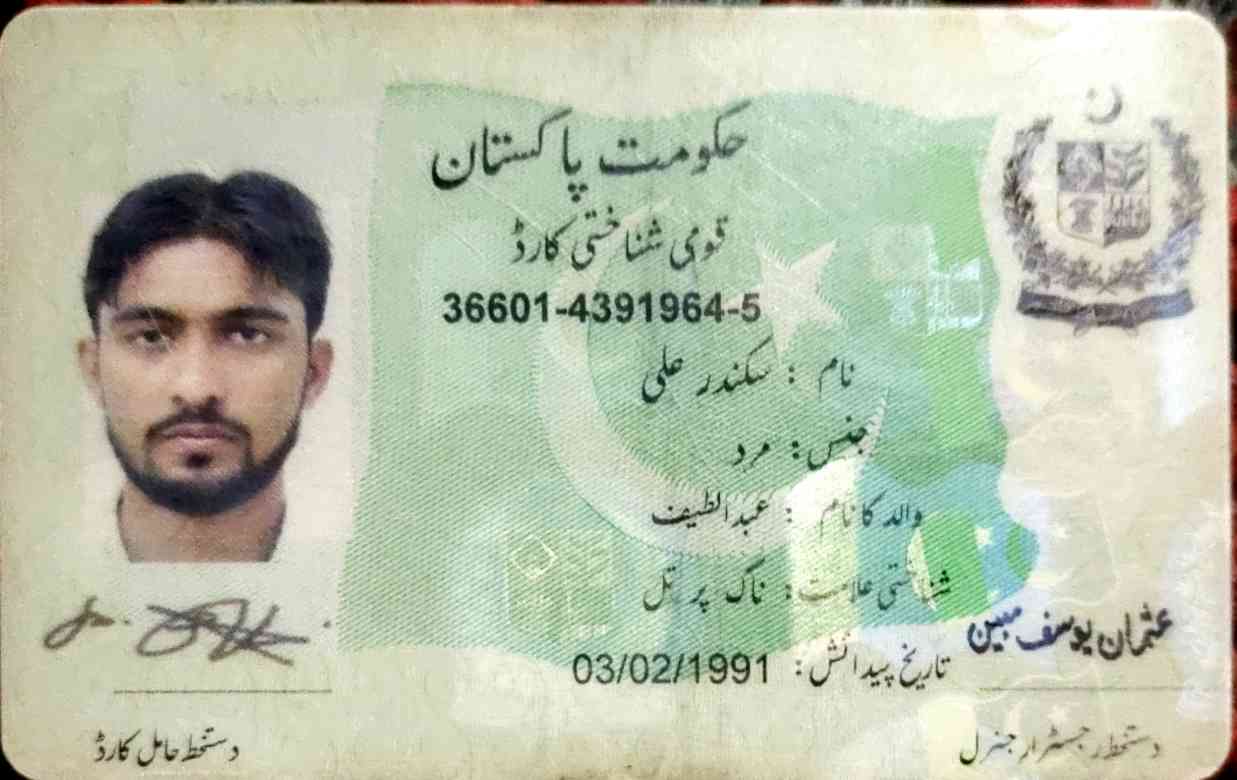 حکومت پاکستان
قومی شناختی کارڈ
36601-4391964-5
نام : سکندر علی
جنس: مرد
والد کا نام : عبدالطیف
شناختی علامت: ناک پر تل
تاریخ پیدائش: 03/02/1991
عثمان یوسف مبین
دستخط حامل کارڈ
دستخط رجسٹرار جنرل